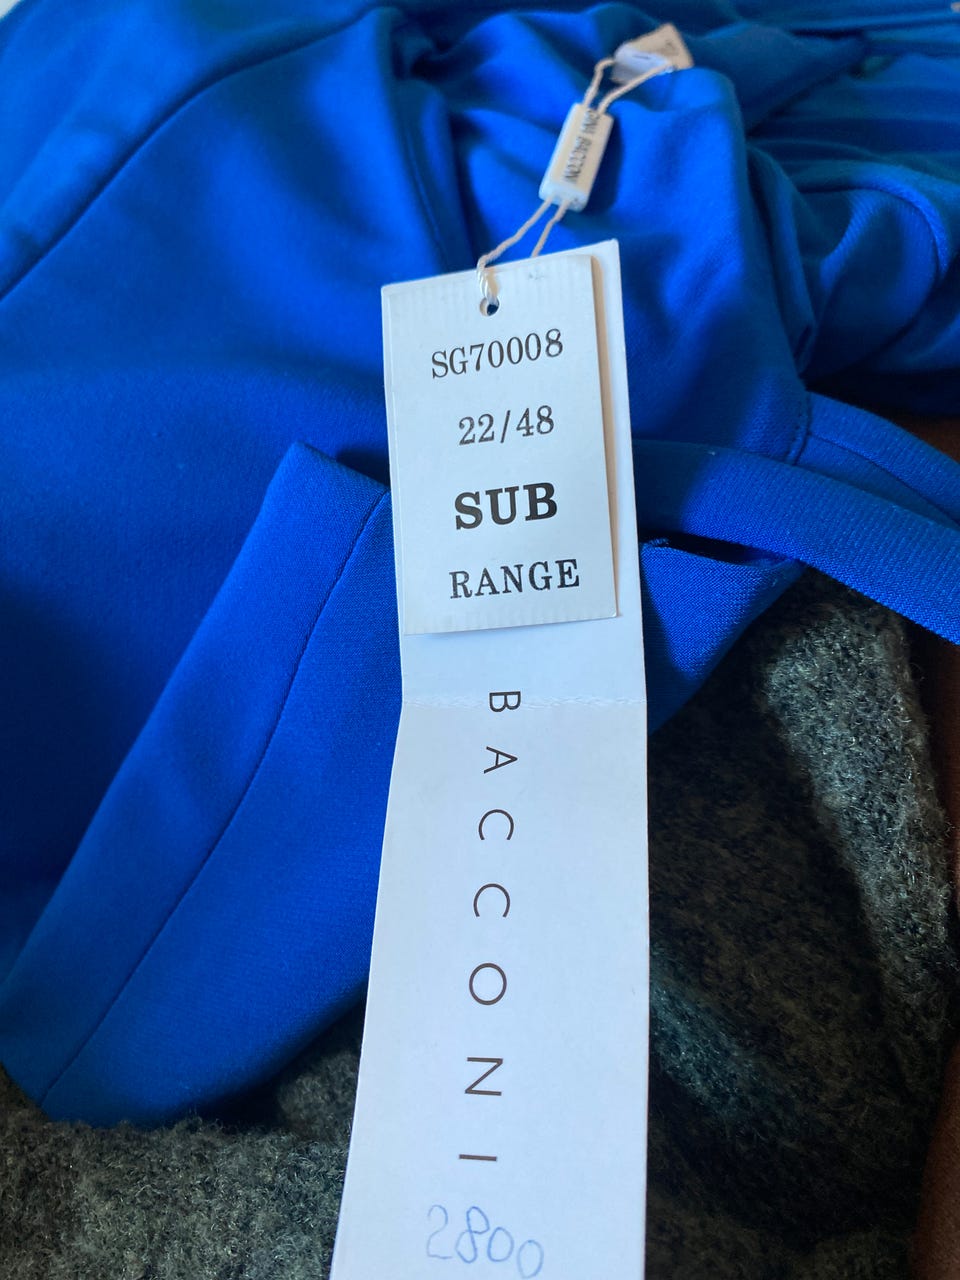 SG70008
22/48
SUB
RANGE
BACCONI
2800